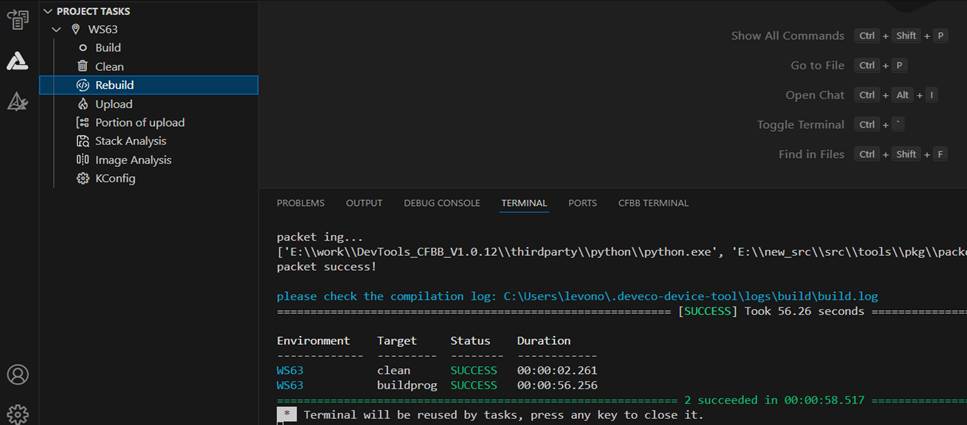 PROJECT TASKS
WS63
Build
Clean
Rebuild
Upload
Portion of upload
Stack Analysis
Image Analysis
KConfig
Show All Commands Ctrl + Shift + P
Go to File Ctrl + P
Open Chat Ctrl + Alt + I
Toggle Terminal Ctrl + `
Find in Files Ctrl + Shift + F
PROBLEMS OUTPUT DEBUG CONSOLE TERMINAL PORTS CFBB TERMINAL
packet ing...
['E:\\work\\DevTools_CFBB_V1.0.12\\thirdparty\\python\\python.exe', 'E:\\new_src\\src\\tools\\pkg\\packe
packet success!
please check the compilation log: C:\Users\levono\.deveco-device-tool\logs\build\build.log
=========================================================== [SUCCESS] Took 56.26 seconds ==============
Environment Target Status Duration
------------- --------- -------- ------------
WS63 clean SUCCESS 00:00:02.261
WS63 buildprog SUCCESS 00:00:56.256
============================================================ 2 succeeded in 00:00:58.517 ==============
* Terminal will be reused by tasks, press any key to close it.